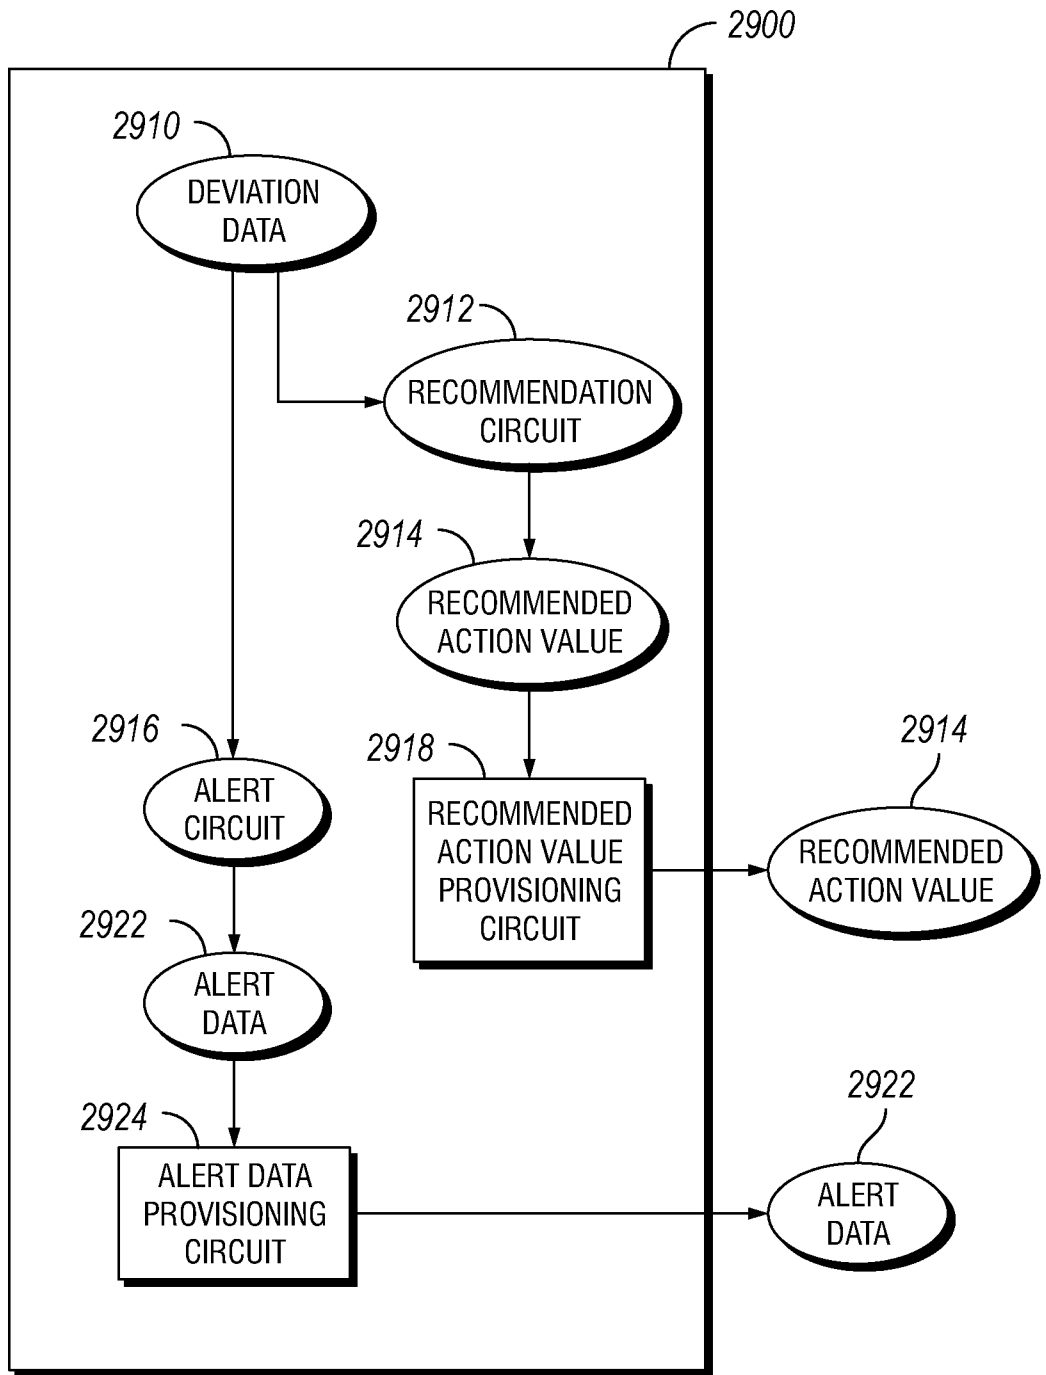 2900
2910
DEVIATION
DATA
2912
RECOMMENDATION
CIRCUIT
2914
RECOMMENDED
ACTION VALUE
2916
ALERT
CIRCUIT
2918
RECOMMENDED
ACTION VALUE
PROVISIONING
CIRCUIT
2914
RECOMMENDED
ACTION VALUE
2922
ALERT
DATA
2924
ALERT DATA
PROVISIONING
CIRCUIT
2922
ALERT
DATA